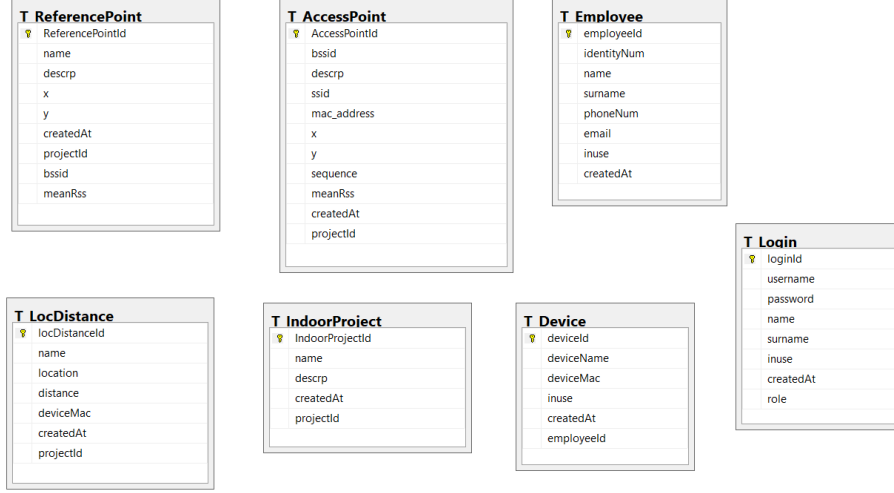 T_ReferencePoint
ReferencePointId
name
descrp
x
y
createdAt
projectId
bssid
meanRss
T_AccessPoint
AccessPointId
bssid
descrp
ssid
mac_address
x
y
sequence
meanRss
createdAt
projectId
T_Employee
employeeId
identityNum
name
surname
phoneNum
email
inuse
createdAt
T_Login
loginId
username
password
name
surname
inuse
createdAt
role
T_LocDistance
locDistanceId
name
location
distance
deviceMac
createdAt
projectId
T_IndoorProject
IndoorProjectId
name
descrp
createdAt
projectId
T_Device
deviceId
deviceName
deviceMac
inuse
createdAt
employeeId